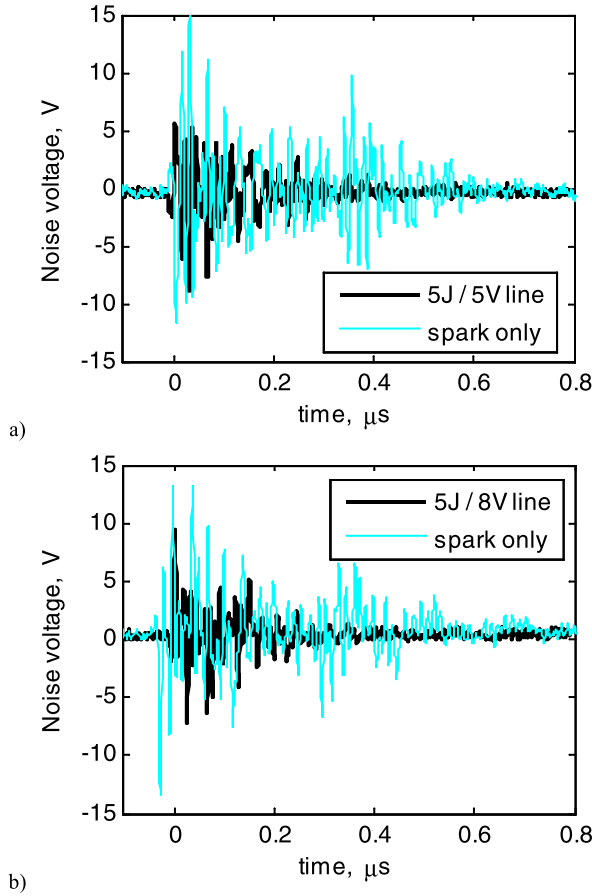 15
10
5
0
-5
-10
-15
Noise voltage, V
5J / 5V line
spark only
0 0.2 0.4 0.6 0.8
time, μs
a)
15
10
5
0
-5
-10
-15
Noise voltage, V
5J / 8V line
spark only
0 0.2 0.4 0.6 0.8
time, μs
b)